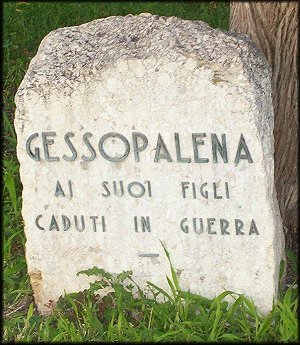 GESSOPALENA
AI SUOI FIGLI
CADUTI IN GUERRA